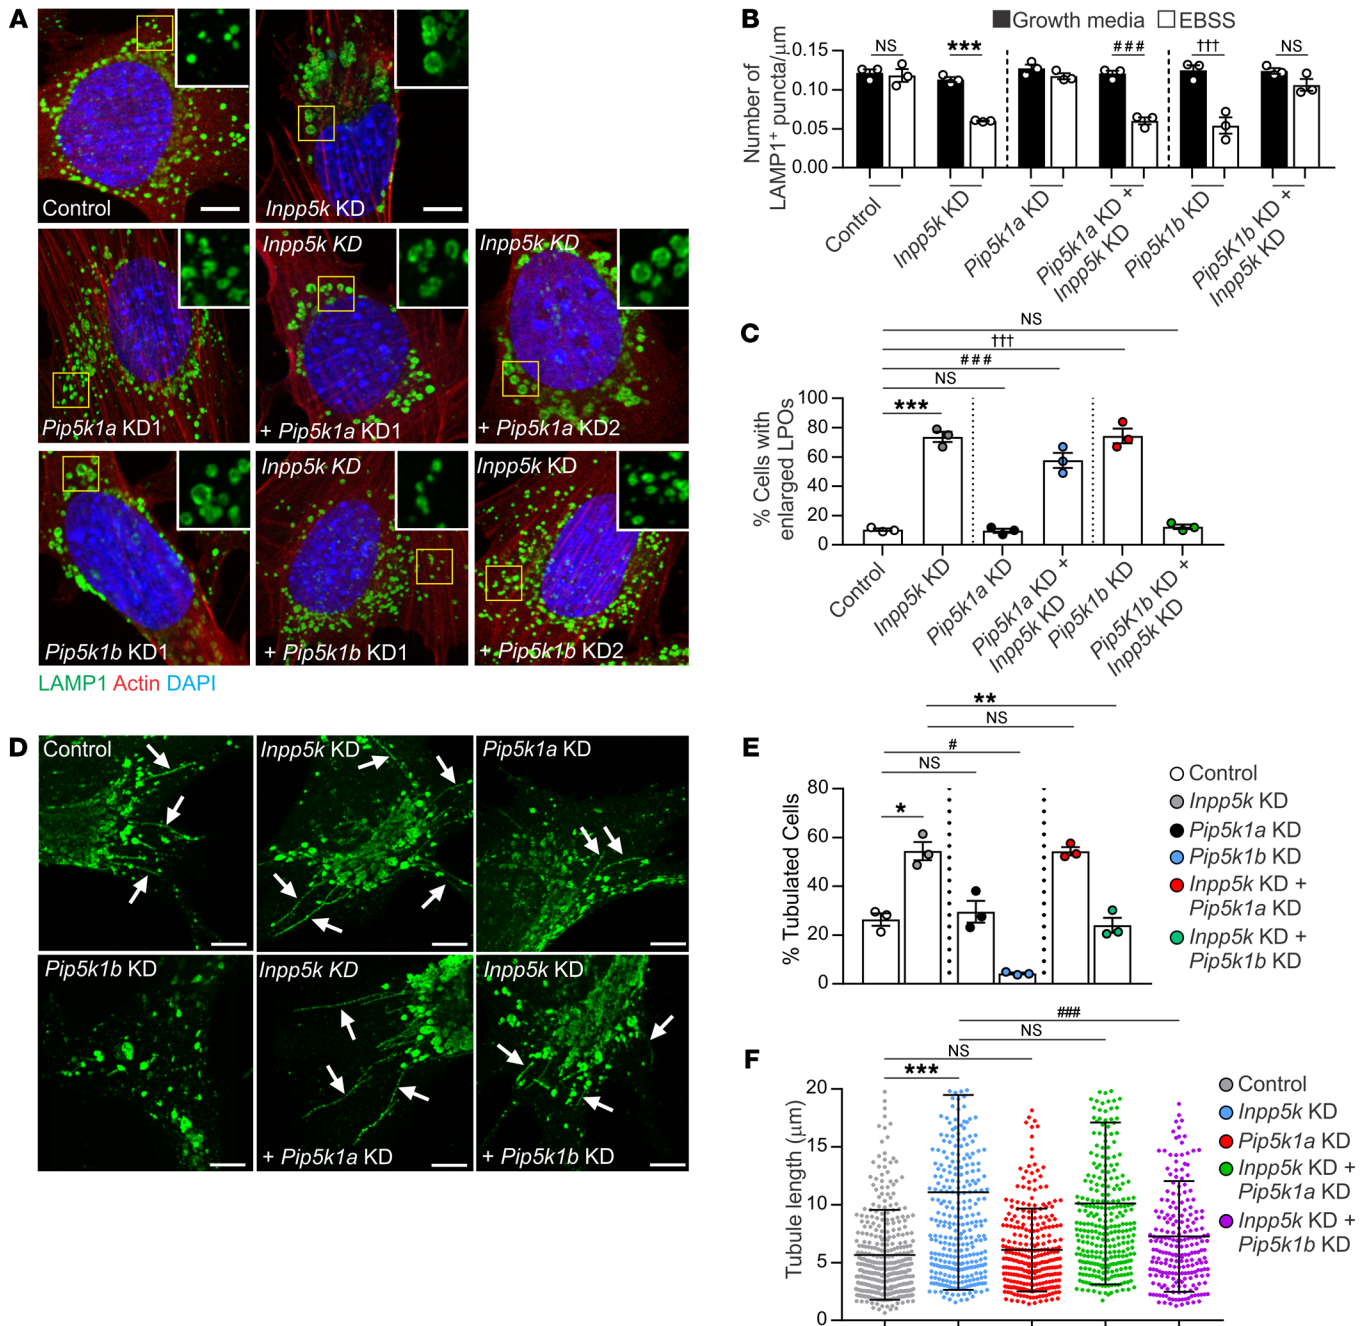 A
Control
Inpp5k KD
Pip5k1a KD1
Inpp5k KD
+ Pip5k1a KD1
Inpp5k KD
+ Pip5k1a KD2
Pip5k1b KD1
Inpp5k KD
+ Pip5k1b KD1
Inpp5k KD
+ Pip5k1b KD2
LAMP1 Actin DAPI
B
Growth media EBSS
NS *** ### ††† NS
Number of
LAMP1+ puncta/µm
0.15
0.10
0.05
0.00
Control
Inpp5k KD
Pip5k1a KD
Pip5k1a KD +
Inpp5k KD
Pip5k1b KD
Pip5K1b KD +
Inpp5k KD
C
NS
†††
###
NS
***
% Cells with
enlarged LPOs
100
80
60
40
20
0
Control
Inpp5k KD
Pip5k1a KD
Pip5k1a KD +
Inpp5k KD
Pip5k1b KD
Pip5K1b KD +
Inpp5k KD
D
Control
Inpp5k KD
Pip5k1a KD
Pip5k1b KD
Inpp5k KD
+ Pip5k1a KD
Inpp5k KD
+ Pip5k1b KD
E
**
NS
#
NS
*
% Tubulated Cells
80
60
40
20
0
Control
Inpp5k KD
Pip5k1a KD
Pip5k1b KD
Inpp5k KD +
Pip5k1a KD
Inpp5k KD +
Pip5k1b KD
F
###
NS
NS
***
Tubule length (µm)
20
15
10
5
0
Control
Inpp5k KD
Pip5k1a KD
Inpp5k KD +
Pip5k1a KD
Inpp5k KD +
Pip5k1b KD